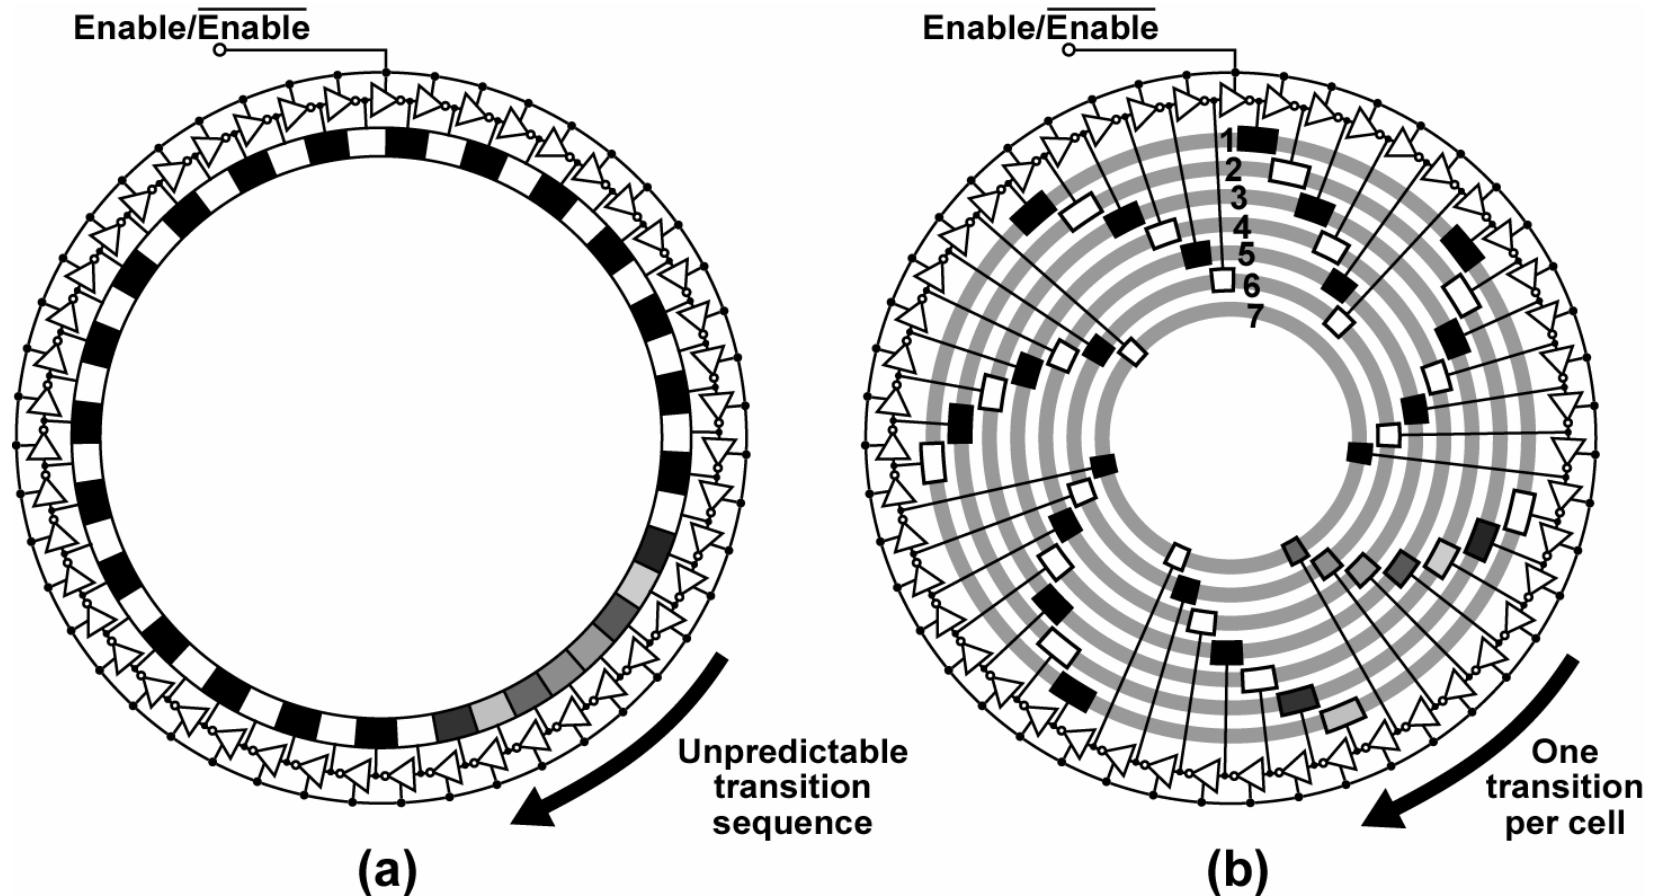 Enable/Enable
Enable/Enable
1
2
3
4
5
6
7
Unpredictable
transition
sequence
One
transition
per cell
(a)
(b)